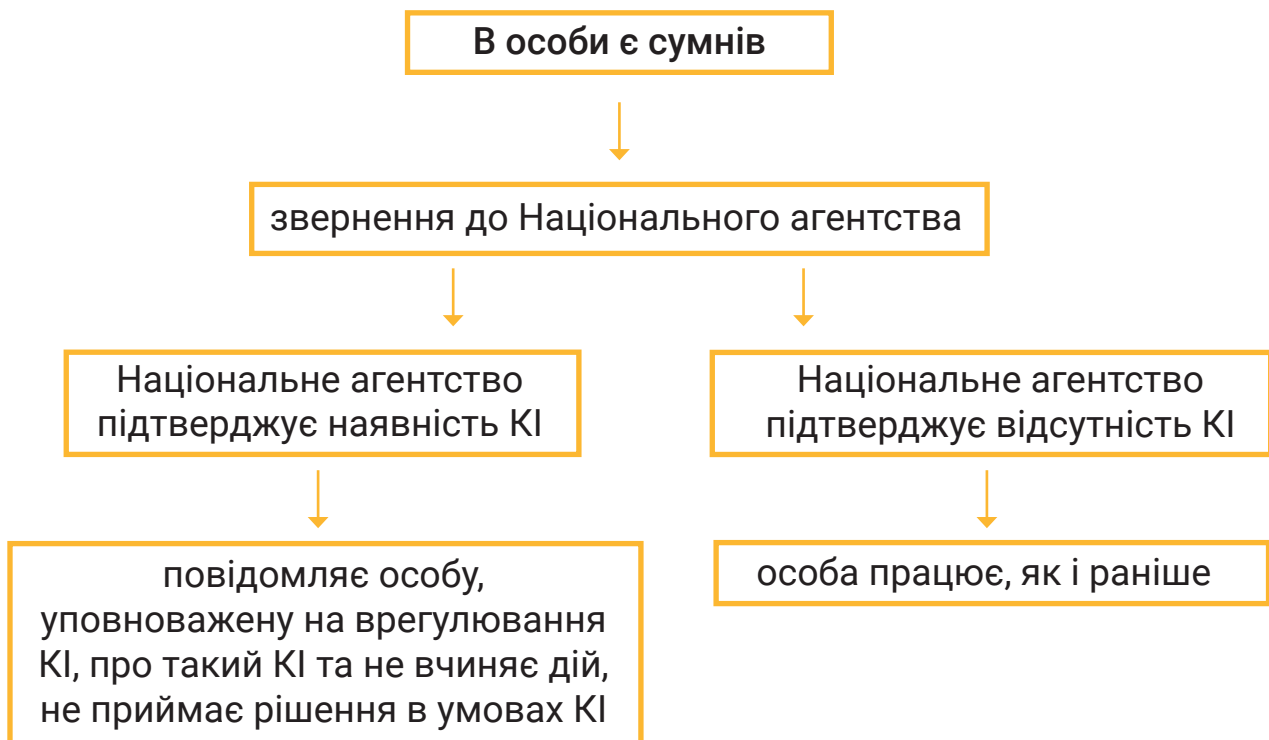 В особи є сумнів
звернення до Національного агентства
Національне агентство
підтверджує наявність КІ
Національне агентство
підтверджує відсутність КІ
повідомляє особу,
уповноважену на врегулювання
КІ, про такий КІ та не вчиняє дій,
не приймає рішення в умовах КІ
особа працює, як і раніше